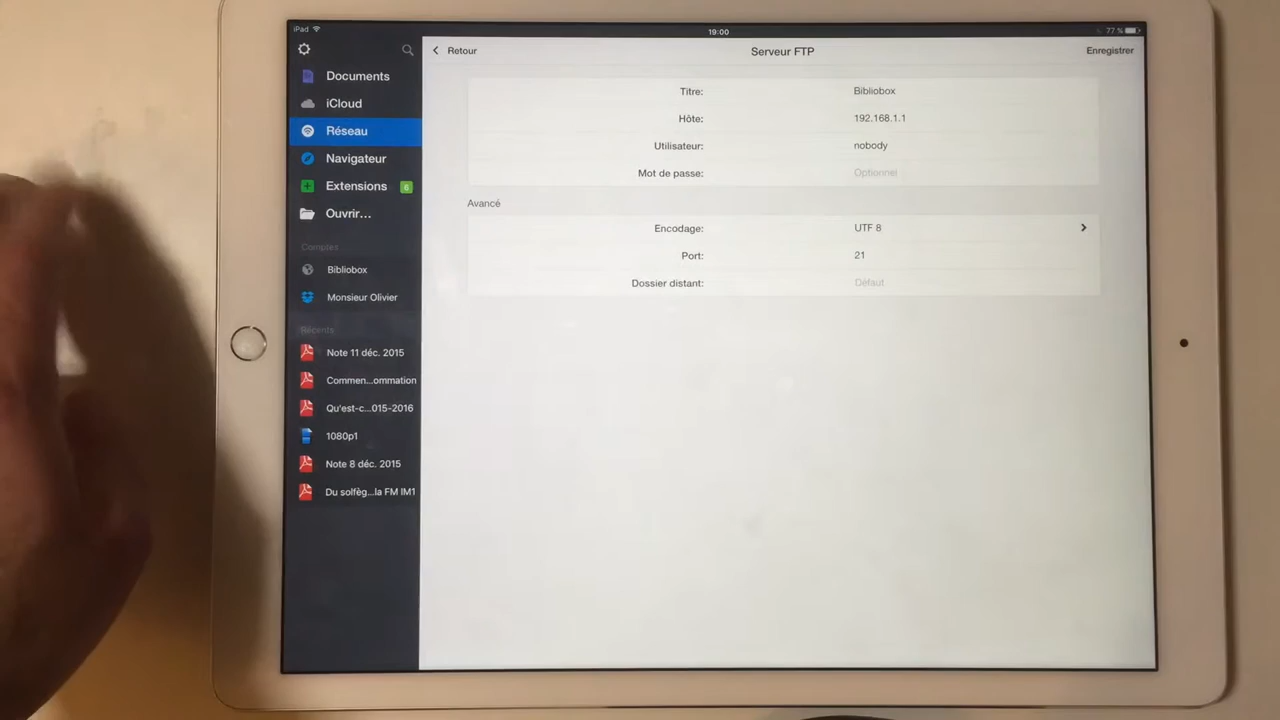 iPad
19:00
77 %
Retour
Serveur FTP
Enregistrer
Documents
iCloud
Réseau
Navigateur
Extensions
6
Ouvrir...
Comptes
Bibliobox
Monsieur Olivier
Récents
Note 11 déc. 2015
Commen...ommation
Qu'est-c...015-2016
1080p1
Note 8 déc. 2015
Du solfèg...la FM IM1
Titre: Bibliobox
Hôte: 192.168.1.1
Utilisateur: nobody
Mot de passe: Optionnel
Avancé
Encodage: UTF 8
Port: 21
Dossier distant: Défaut